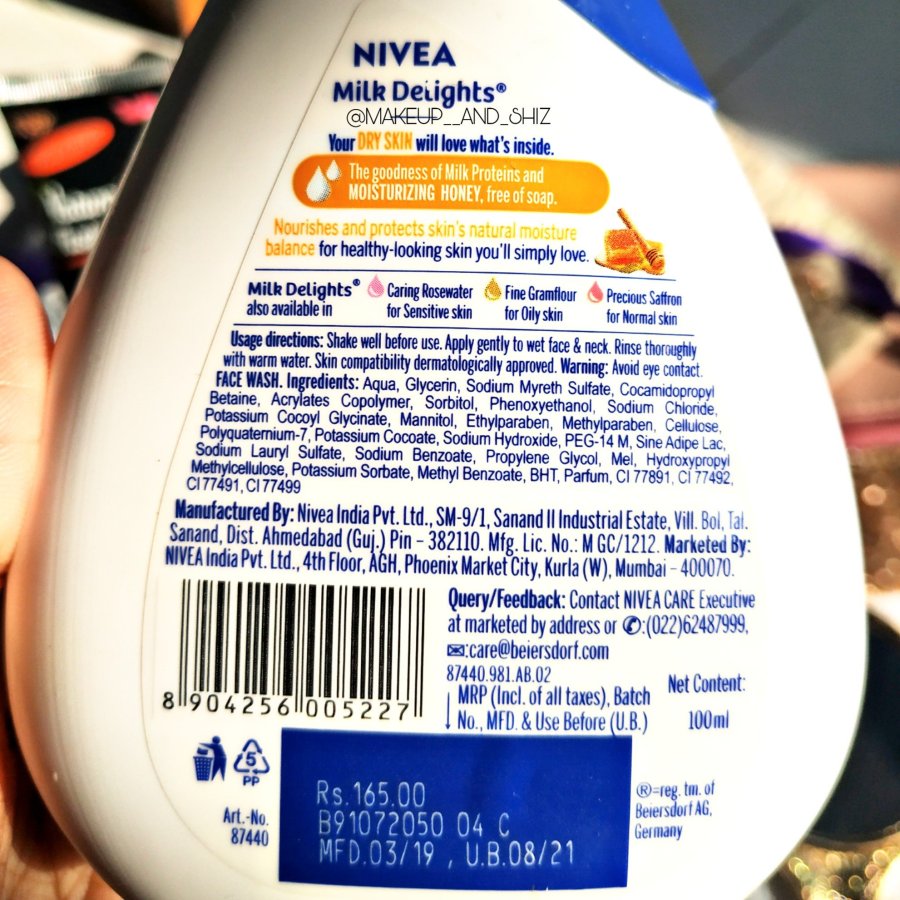 NIVEA
Milk Delights®
@MAKEUP__AND_SHIZ
Your DRY SKIN will love what's inside.
The goodness of Milk Proteins and
MOISTURIZING HONEY, free of soap.
Nourishes and protects skin's natural moisture
balance for healthy-looking skin you'll simply love.
Milk Delights® also available in
Caring Rosewater for Sensitive skin
Fine Gramflour for Oily skin
Precious Saffron for Normal skin
Usage directions: Shake well before use. Apply gently to wet face & neck. Rinse thoroughly
with warm water. Skin compatibility dermatologically approved. Warning: Avoid eye contact.
FACE WASH. Ingredients: Aqua, Glycerin, Sodium Myreth Sulfate, Cocamidopropyl
Betaine, Acrylates Copolymer, Sorbitol, Phenoxyethanol, Sodium Chloride,
Potassium Cocoyl Glycinate, Mannitol, Ethylparaben, Methylparaben, Cellulose,
Polyquaternium-7, Potassium Cocoate, Sodium Hydroxide, PEG-14 M, Sine Adipe Lac,
Sodium Lauryl Sulfate, Sodium Benzoate, Propylene Glycol, Mel, Hydroxypropyl
Methylcellulose, Potassium Sorbate, Methyl Benzoate, BHT, Parfum, CI 77891, CI 77492,
CI 77491, CI 77499
Manufactured By: Nivea India Pvt. Ltd., SM-9/1, Sanand II Industrial Estate, Vill. Bol, Tal.
Sanand, Dist. Ahmedabad (Guj.) Pin – 382110. Mfg. Lic. No.: M GC/1212. Marketed By:
NIVEA India Pvt. Ltd., 4th Floor, AGH, Phoenix Market City, Kurla (W), Mumbai – 400070.
Query/Feedback: Contact NIVEA CARE Executive
at marketed by address or ✆:(022)62487999,
✉:care@beiersdorf.com
87440.981.AB.02
MRP (Incl. of all taxes), Batch
No., MFD. & Use Before (U.B.)
Net Content:
100ml
8 904256 005227
5
PP
Art.-No.
87440
Rs.165.00
B91072050 04 C
MFD.03/19 , U.B.08/21
®=reg. tm. of
Beiersdorf AG,
Germany